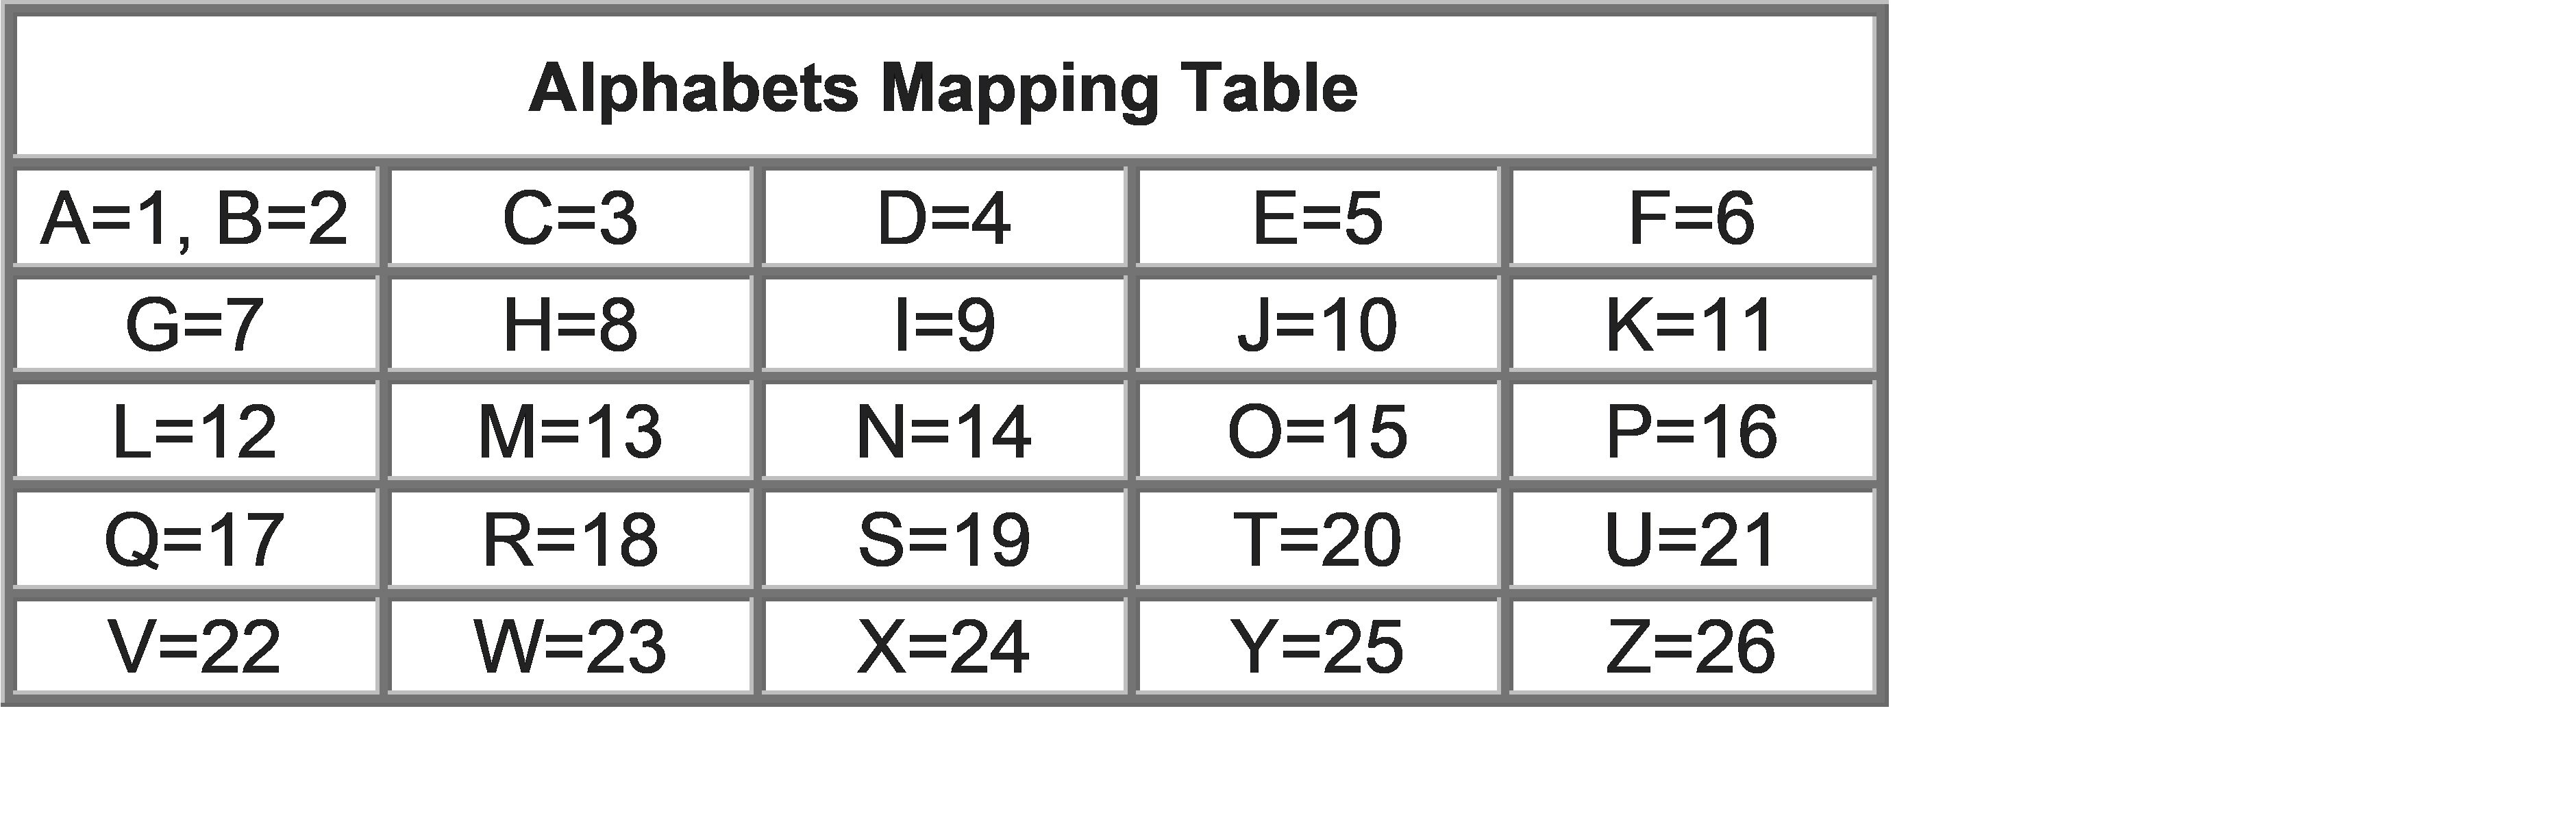 Alphabets Mapping Table
A=1, B=2 C=3 D=4 E=5 F=6
G=7 H=8 I=9 J=10 K=11
L=12 M=13 N=14 O=15 P=16
Q=17 R=18 S=19 T=20 U=21
V=22 W=23 X=24 Y=25 Z=26